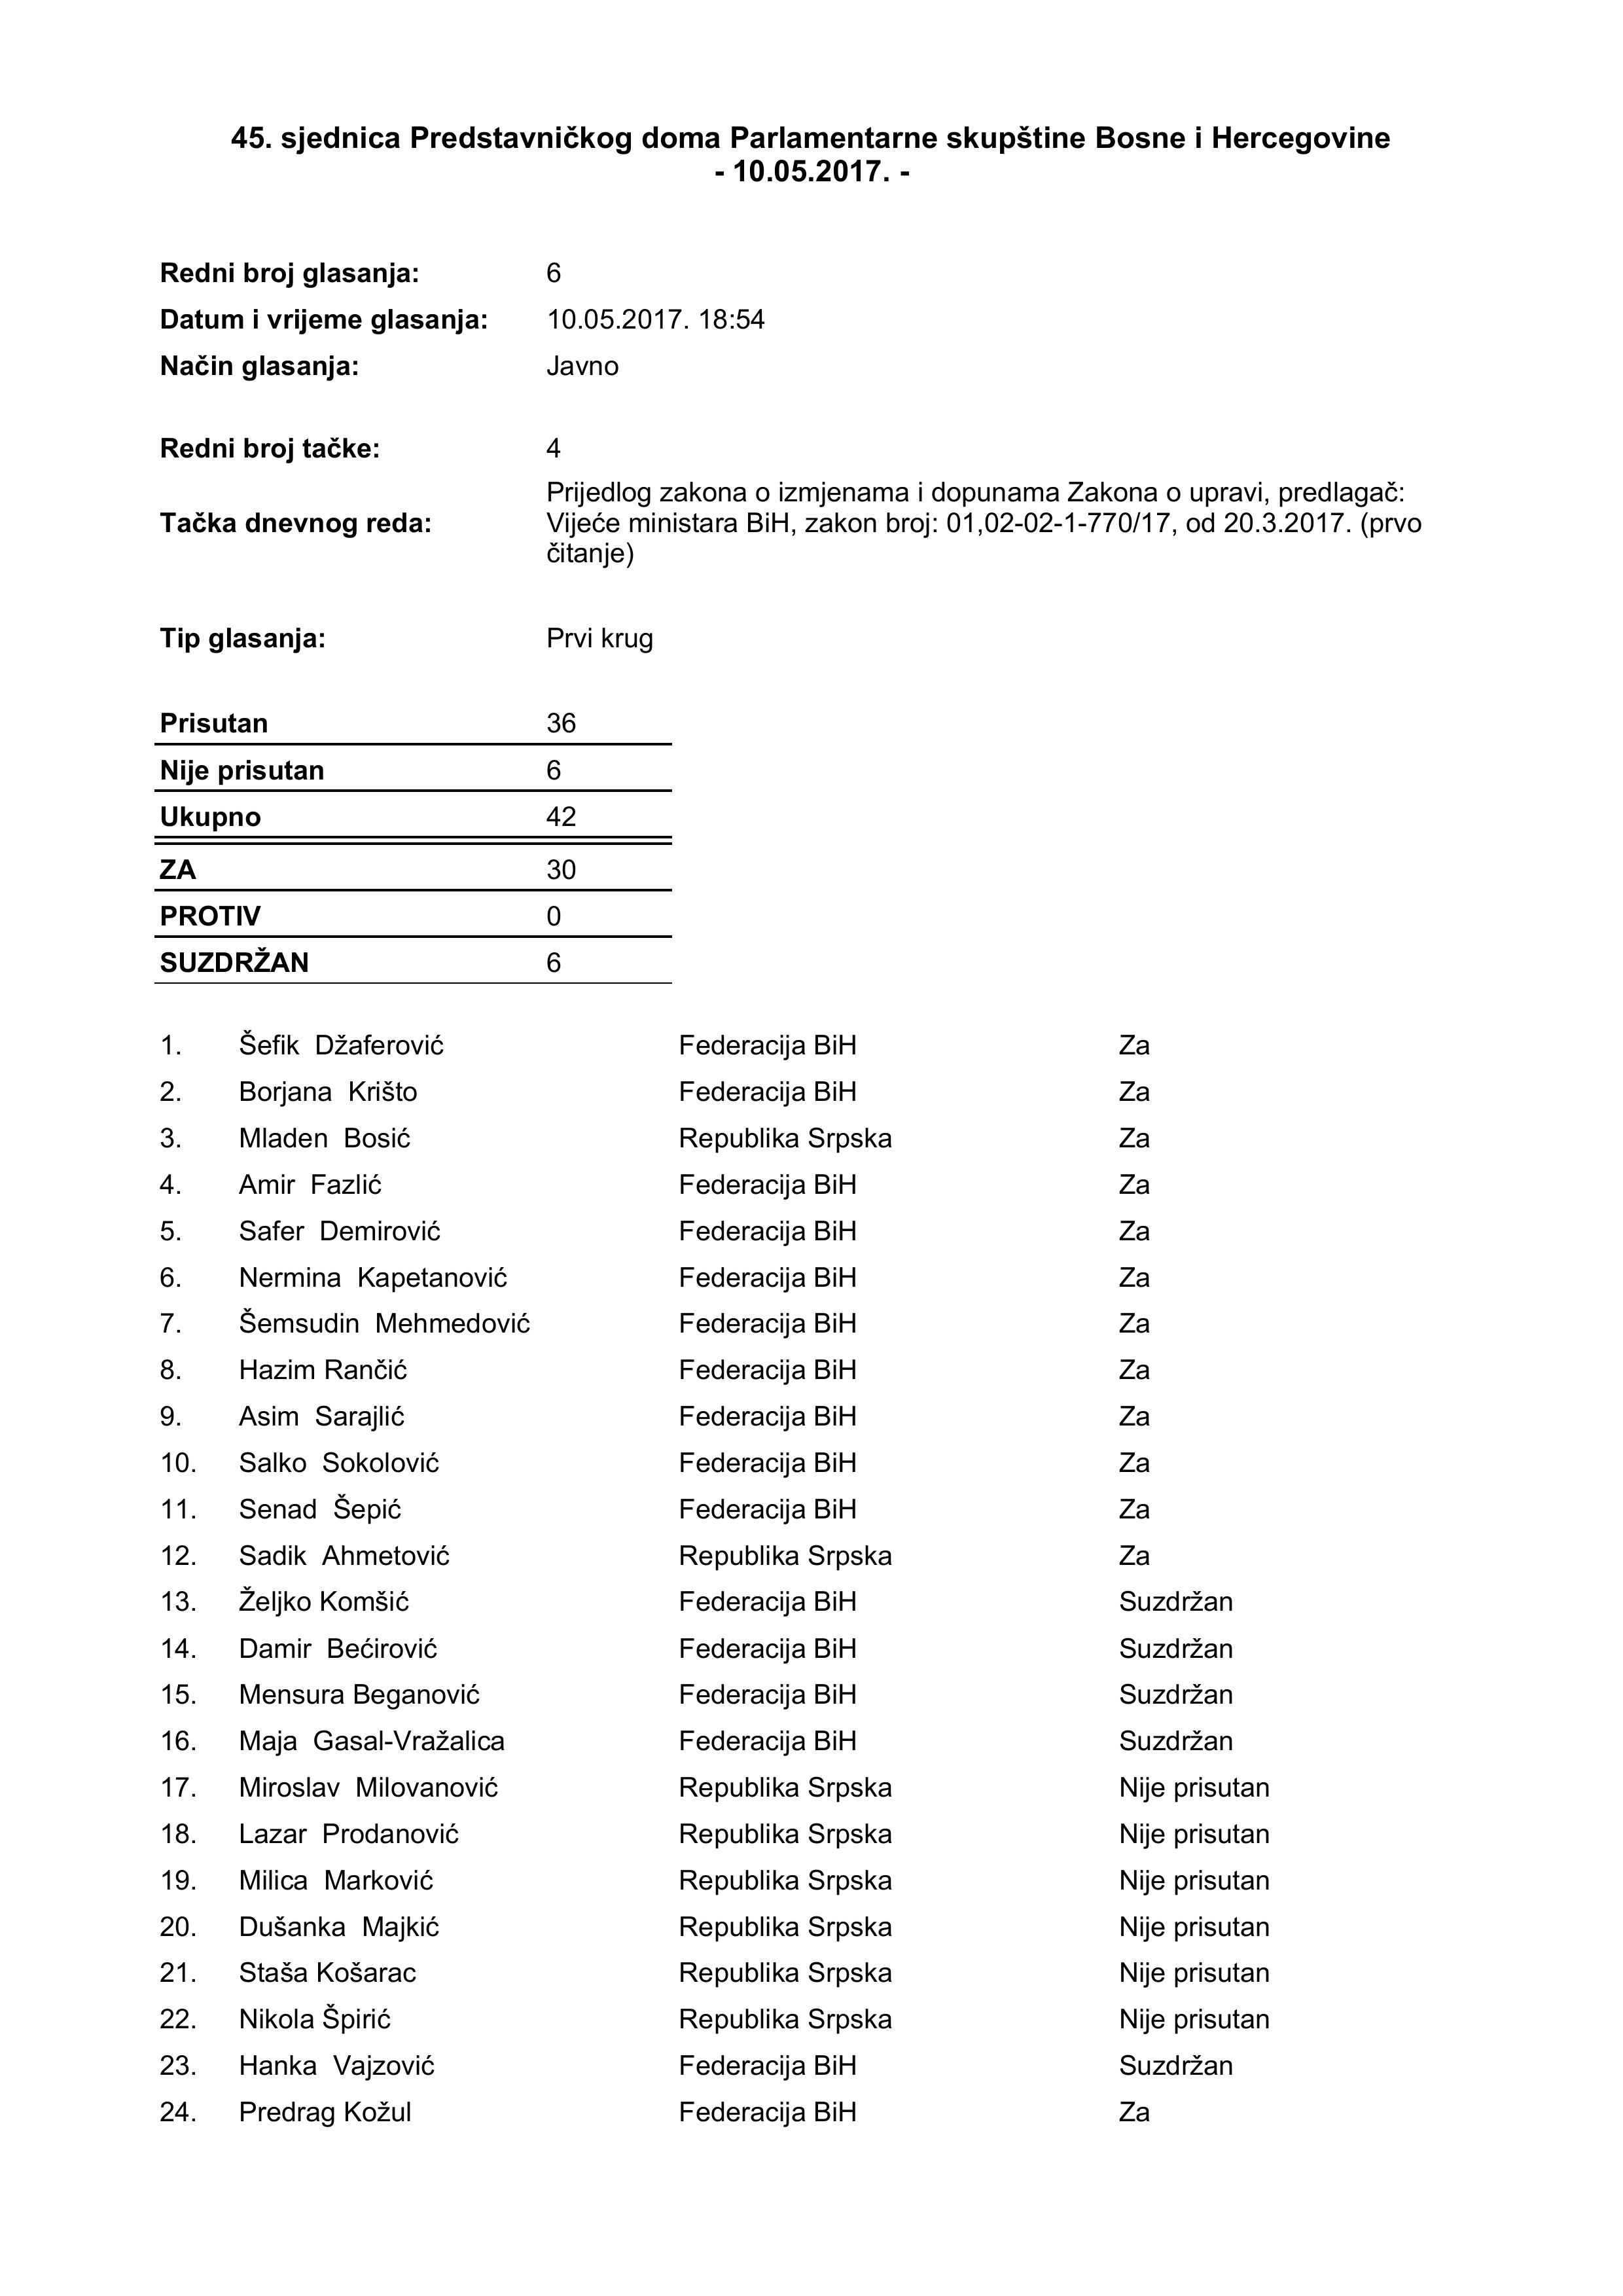 45. sjednica Predstavničkog doma Parlamentarne skupštine Bosne i Hercegovine
- 10.05.2017. -
Redni broj glasanja: 6
Datum i vrijeme glasanja: 10.05.2017. 18:54
Način glasanja: Javno
Redni broj tačke: 4
Tačka dnevnog reda: Prijedlog zakona o izmjenama i dopunama Zakona o upravi, predlagač:
Vijeće ministara BiH, zakon broj: 01,02-02-1-770/17, od 20.3.2017. (prvo
čitanje)
Tip glasanja: Prvi krug
Prisutan 36
Nije prisutan 6
Ukupno 42
ZA 30
PROTIV 0
SUZDRŽAN 6
1. Šefik Džaferović Federacija BiH Za
2. Borjana Krišto Federacija BiH Za
3. Mladen Bosić Republika Srpska Za
4. Amir Fazlić Federacija BiH Za
5. Safer Demirović Federacija BiH Za
6. Nermina Kapetanović Federacija BiH Za
7. Šemsudin Mehmedović Federacija BiH Za
8. Hazim Rančić Federacija BiH Za
9. Asim Sarajlić Federacija BiH Za
10. Salko Sokolović Federacija BiH Za
11. Senad Šepić Federacija BiH Za
12. Sadik Ahmetović Republika Srpska Za
13. Željko Komšić Federacija BiH Suzdržan
14. Damir Bećirović Federacija BiH Suzdržan
15. Mensura Beganović Federacija BiH Suzdržan
16. Maja Gasal-Vražalica Federacija BiH Suzdržan
17. Miroslav Milovanović Republika Srpska Nije prisutan
18. Lazar Prodanović Republika Srpska Nije prisutan
19. Milica Marković Republika Srpska Nije prisutan
20. Dušanka Majkić Republika Srpska Nije prisutan
21. Staša Košarac Republika Srpska Nije prisutan
22. Nikola Špirić Republika Srpska Nije prisutan
23. Hanka Vajzović Federacija BiH Suzdržan
24. Predrag Kožul Federacija BiH Za